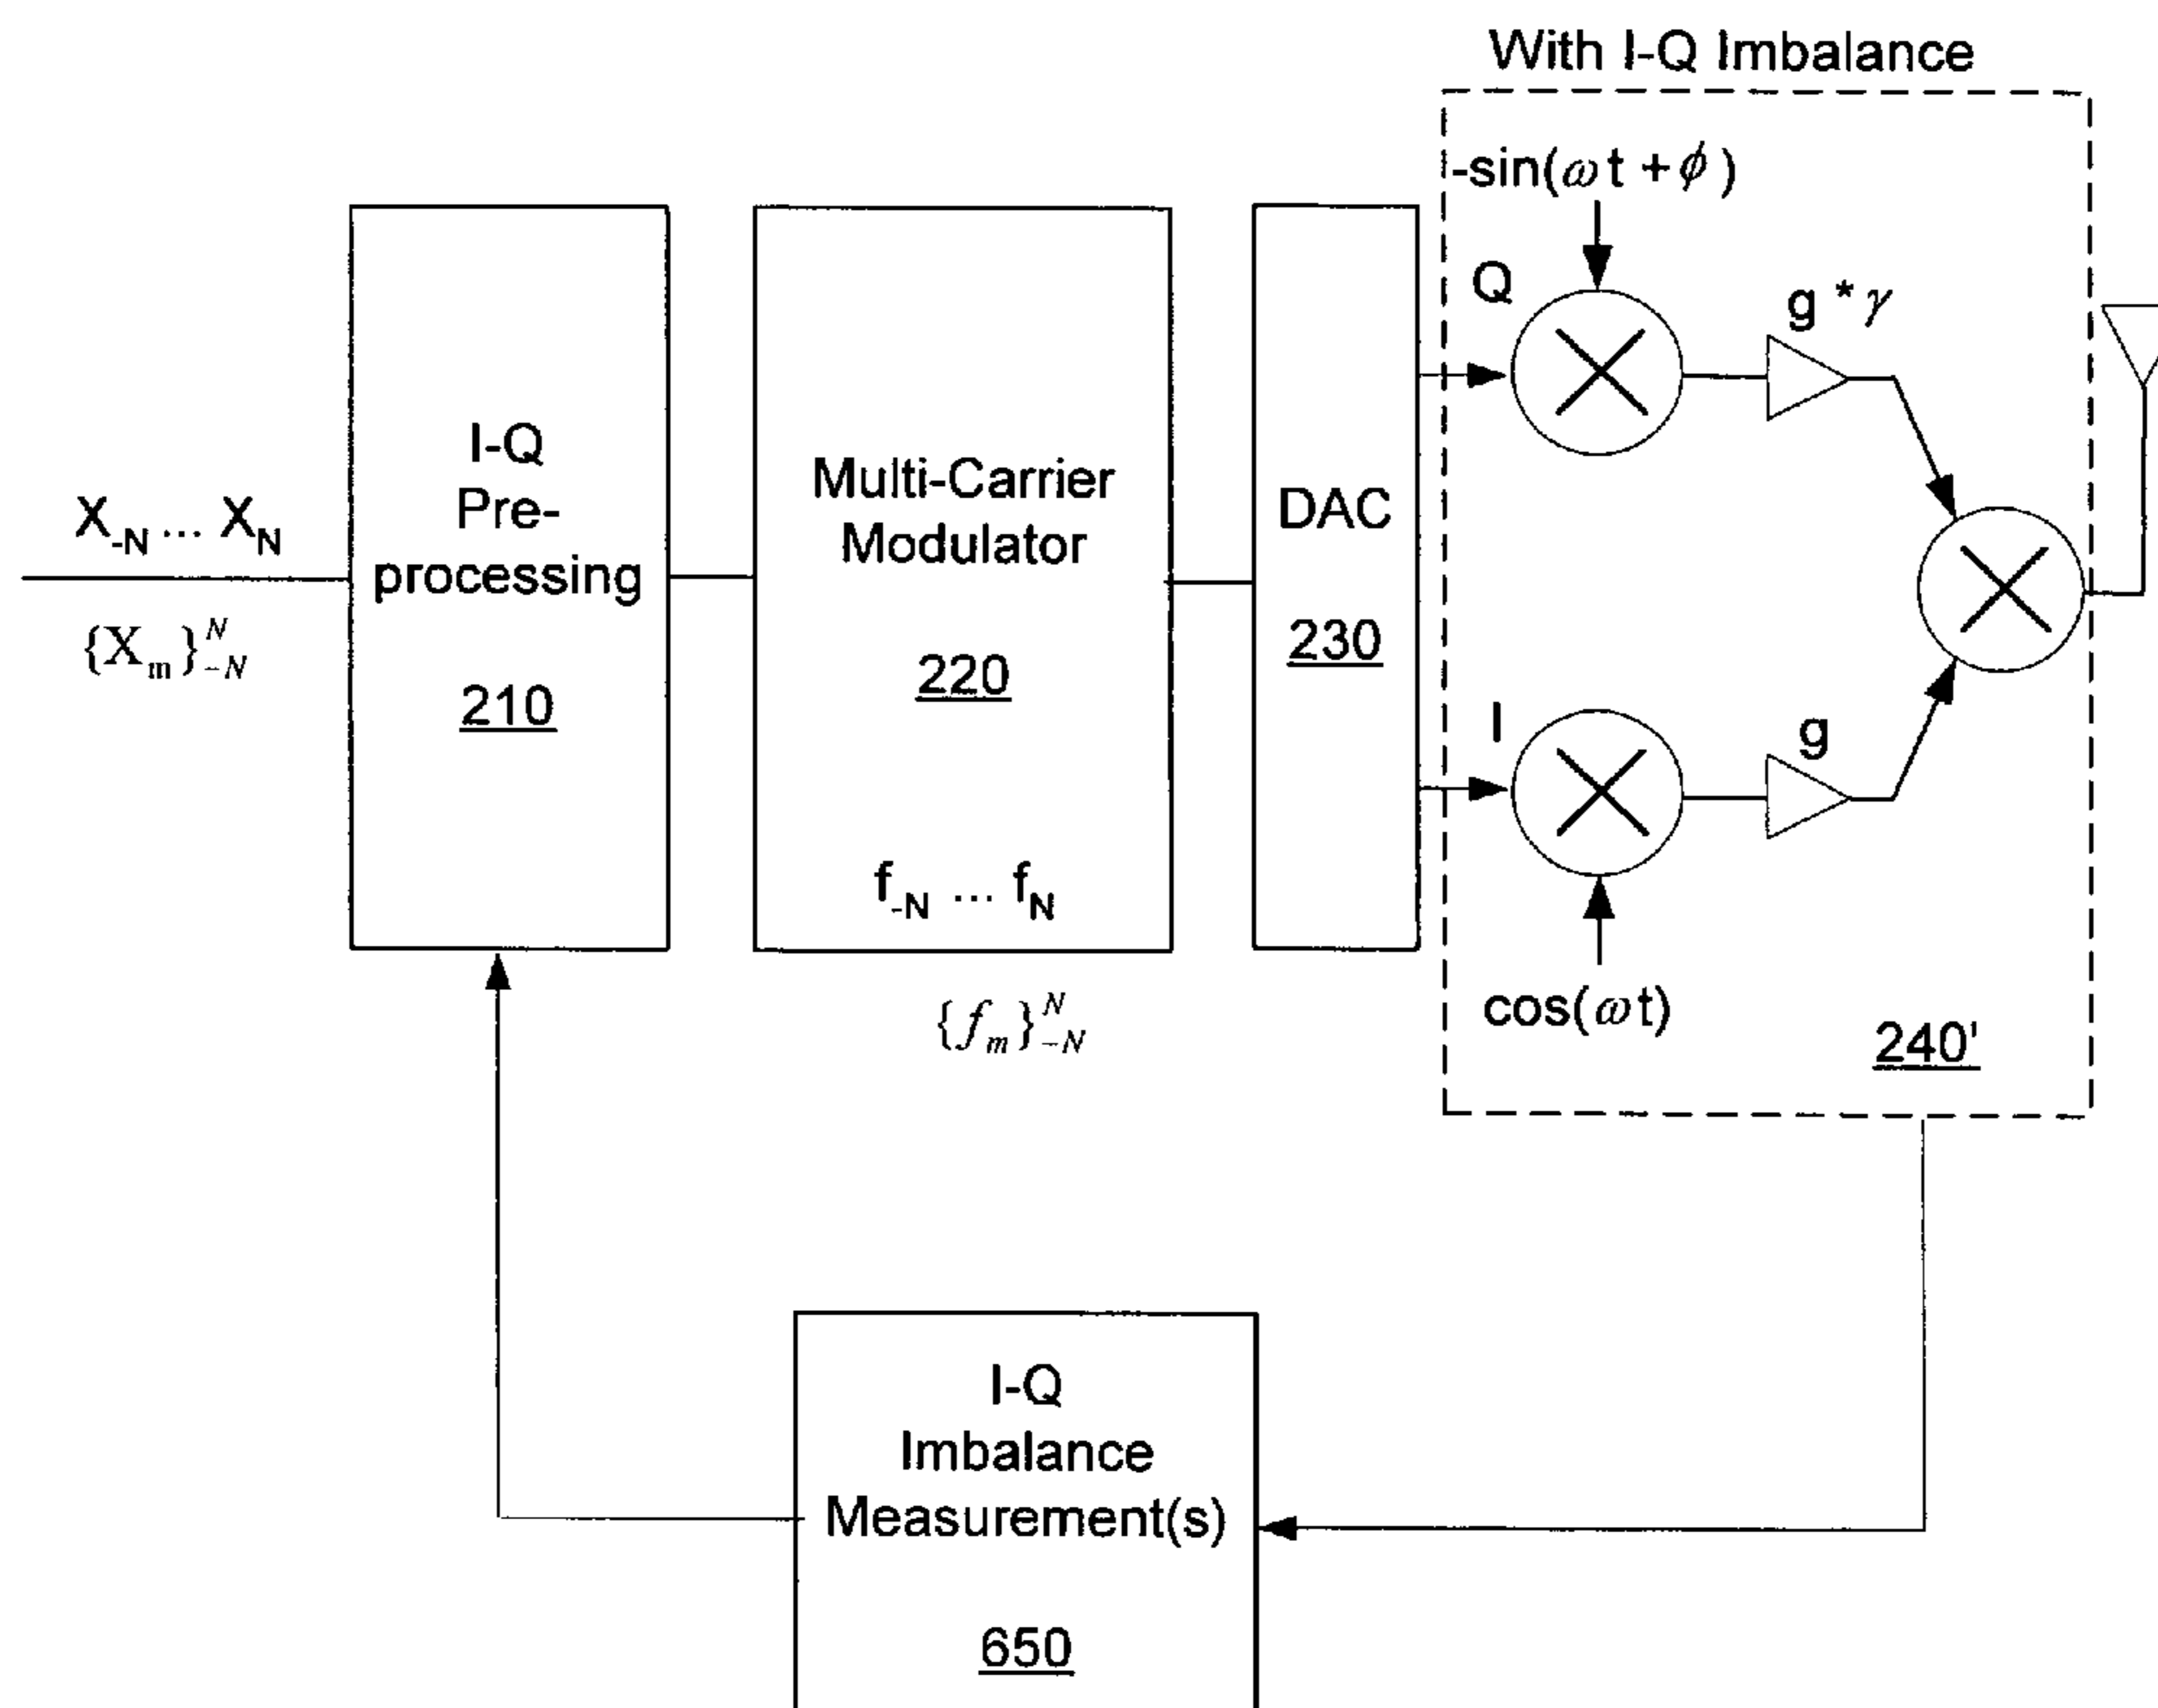 With I-Q Imbalance
-sin(ωt + ϕ)
Q
g * γ
I-Q
Pre-
processing
210
X-N ... XN
{Xm}N-N
Multi-Carrier
Modulator
220
f-N ... fN
{fm}N-N
DAC
230
I
g
cos(ωt)
240'
I-Q
Imbalance
Measurement(s)
650